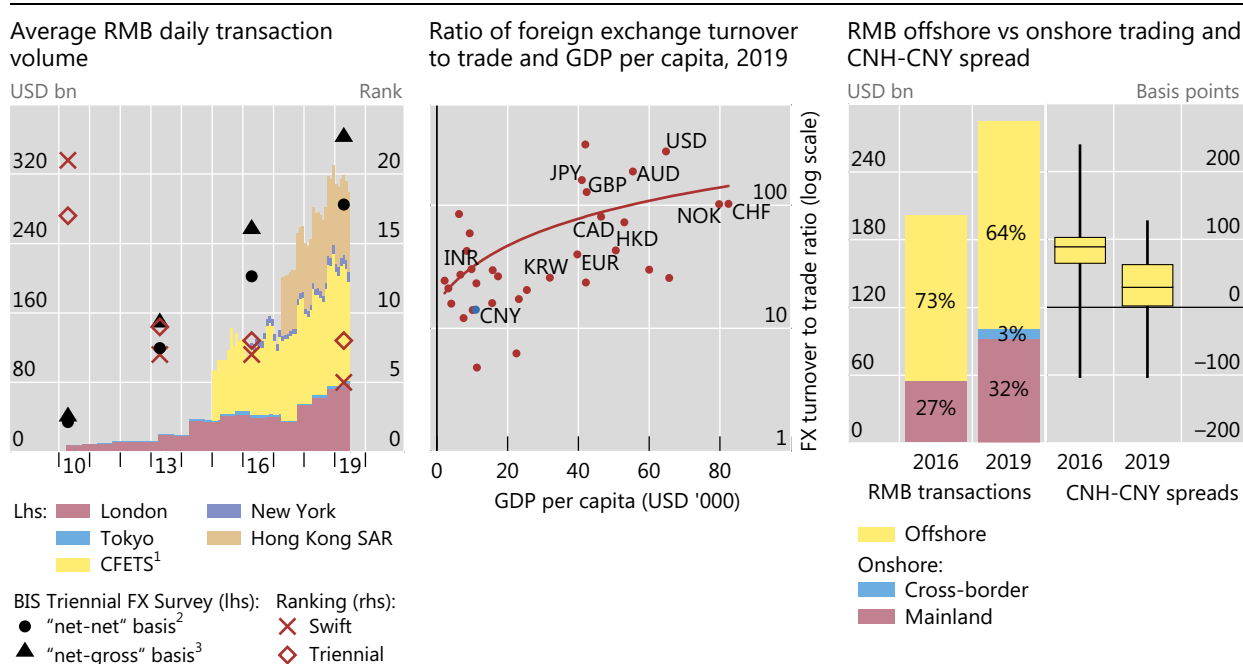 Average RMB daily transaction
volume
USD bn
Rank
320
240
160
80
0
20
15
10
5
0
10
13
16
19
Lhs:
London
New York
Tokyo
Hong Kong SAR
CFETS¹
BIS Triennial FX Survey (lhs):
Ranking (rhs):
"net-net" basis²
Swift
"net-gross" basis³
Triennial
Ratio of foreign exchange turnover
to trade and GDP per capita, 2019
USD
JPY
AUD
GBP
NOK
CHF
CAD
HKD
INR
KRW
EUR
CNY
100
10
1
FX turnover to trade ratio (log scale)
0
20
40
60
80
GDP per capita (USD '000)
RMB offshore vs onshore trading and
CNH-CNY spread
USD bn
Basis points
240
180
120
60
0
73%
27%
64%
3%
32%
200
100
0
–100
–200
2016
2019
2016
2019
RMB transactions
CNH-CNY spreads
Offshore
Onshore:
Cross-border
Mainland